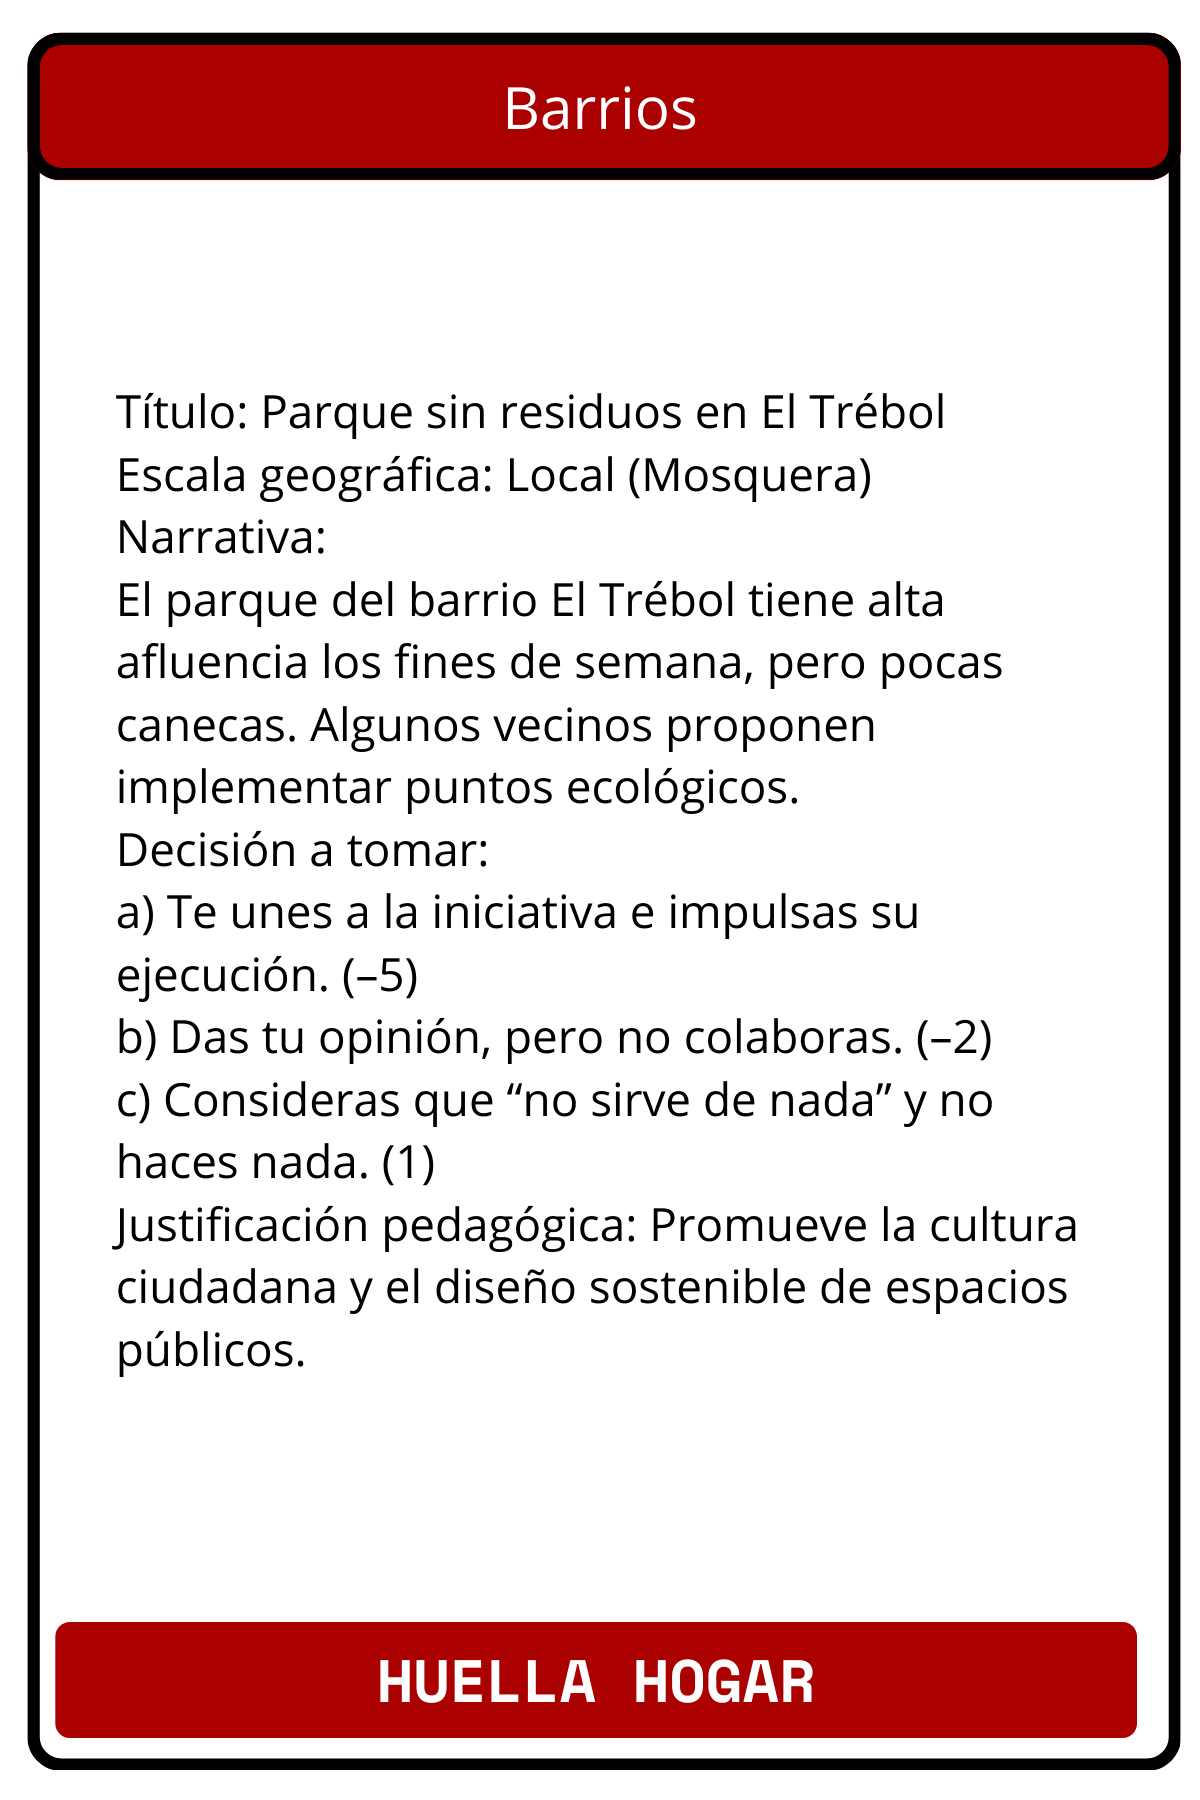 Barrios
Título: Parque sin residuos en El Trébol
Escala geográfica: Local (Mosquera)
Narrativa:
El parque del barrio El Trébol tiene alta
afluencia los fines de semana, pero pocas
canecas. Algunos vecinos proponen
implementar puntos ecológicos.
Decisión a tomar:
a) Te unes a la iniciativa e impulsas su
ejecución. (–5)
b) Das tu opinión, pero no colaboras. (–2)
c) Consideras que “no sirve de nada” y no
haces nada. (1)
Justificación pedagógica: Promueve la cultura
ciudadana y el diseño sostenible de espacios
públicos.
HUELLA HOGAR